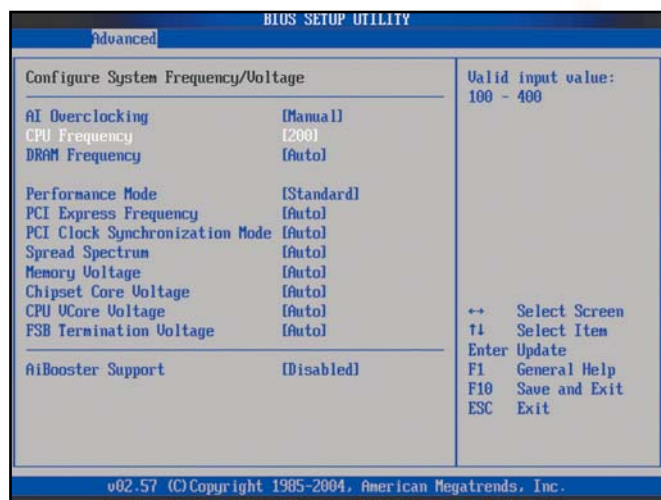 BIOS SETUP UTILITY
Advanced
Configure System Frequency/Voltage
AI Overclocking [Manual]
CPU Frequency [200]
DRAM Frequency [Auto]
Performance Mode [Standard]
PCI Express Frequency [Auto]
PCI Clock Synchronization Mode [Auto]
Spread Spectrum [Auto]
Memory Voltage [Auto]
Chipset Core Voltage [Auto]
CPU VCore Voltage [Auto]
FSB Termination Voltage [Auto]
AiBooster Support [Disabled]
Valid input value:
100 - 400
↔ Select Screen
↑↓ Select Item
Enter Update
F1 General Help
F10 Save and Exit
ESC Exit
v02.57 (C)Copyright 1985-2004, American Megatrends, Inc.